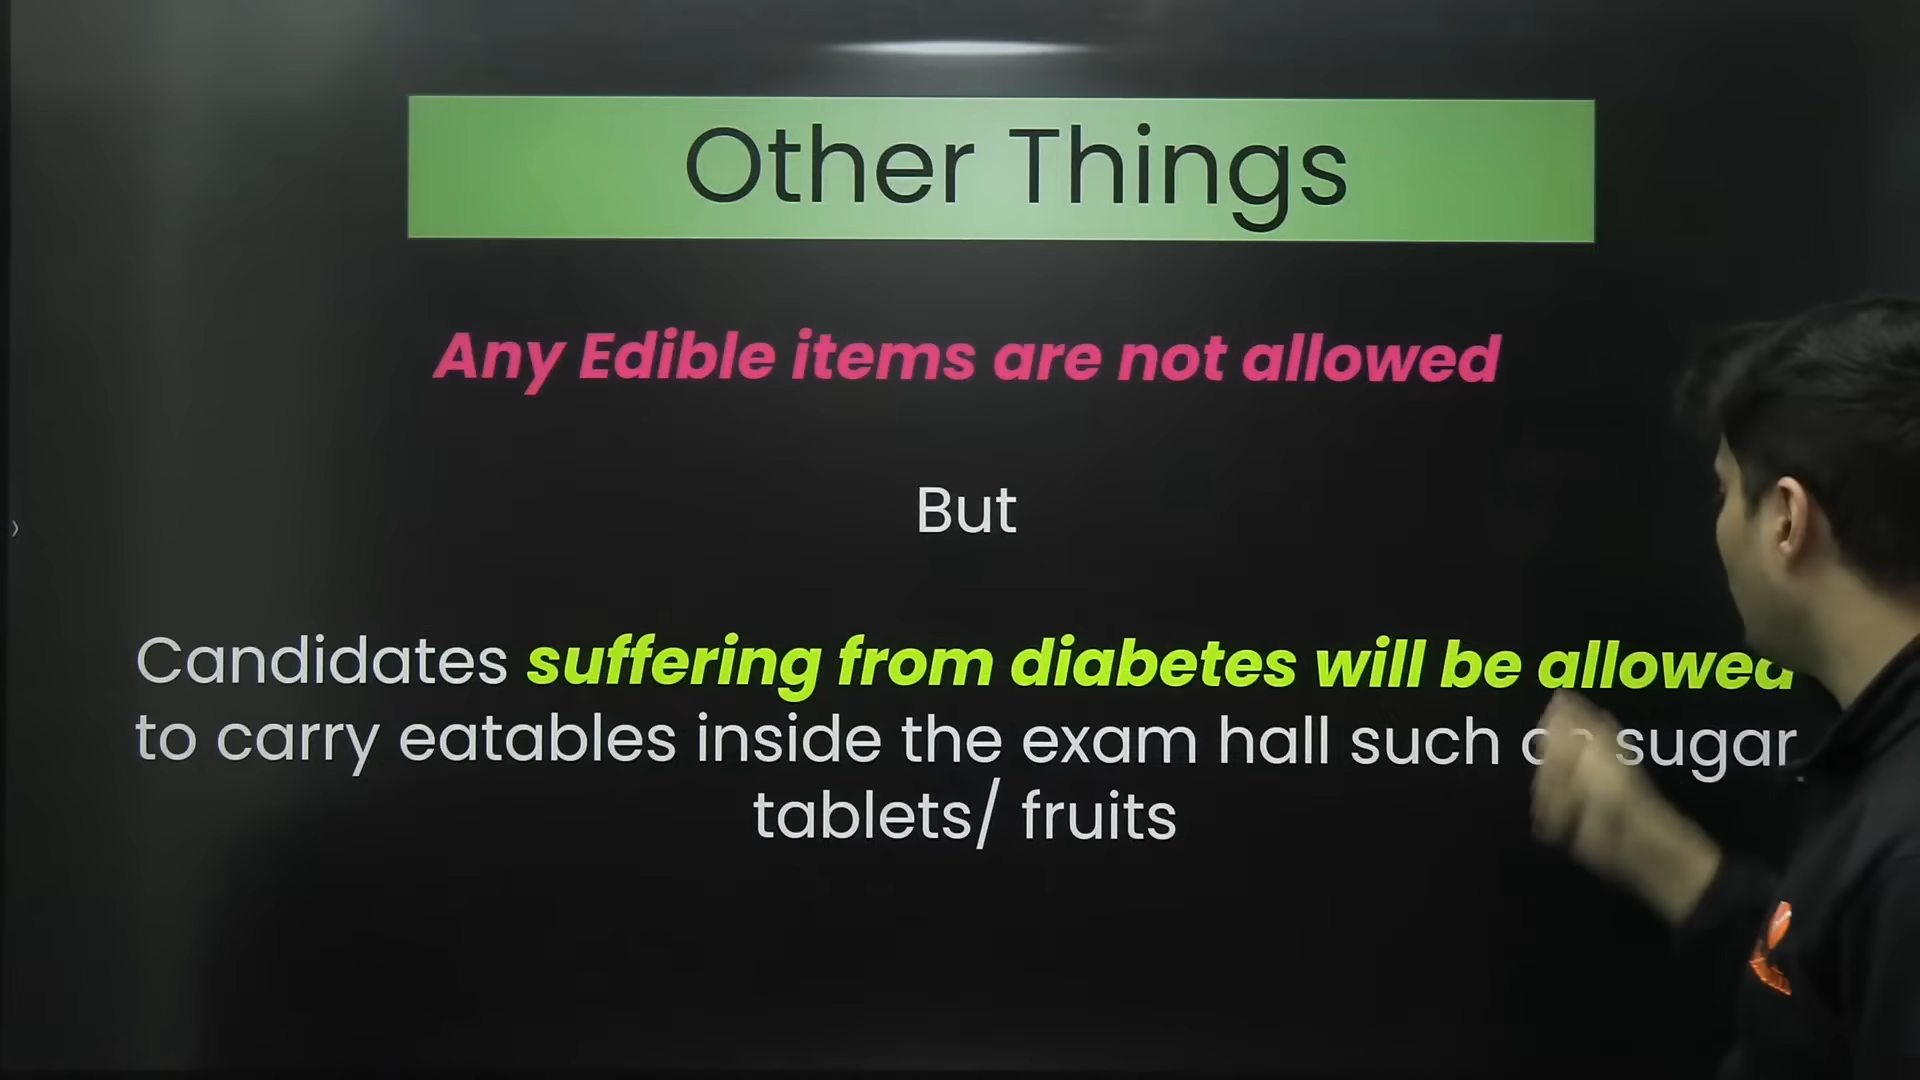 Other Things
Any Edible items are not allowed
But
Candidates suffering from diabetes will be allowed
to carry eatables inside the exam hall such as sugar
tablets/ fruits